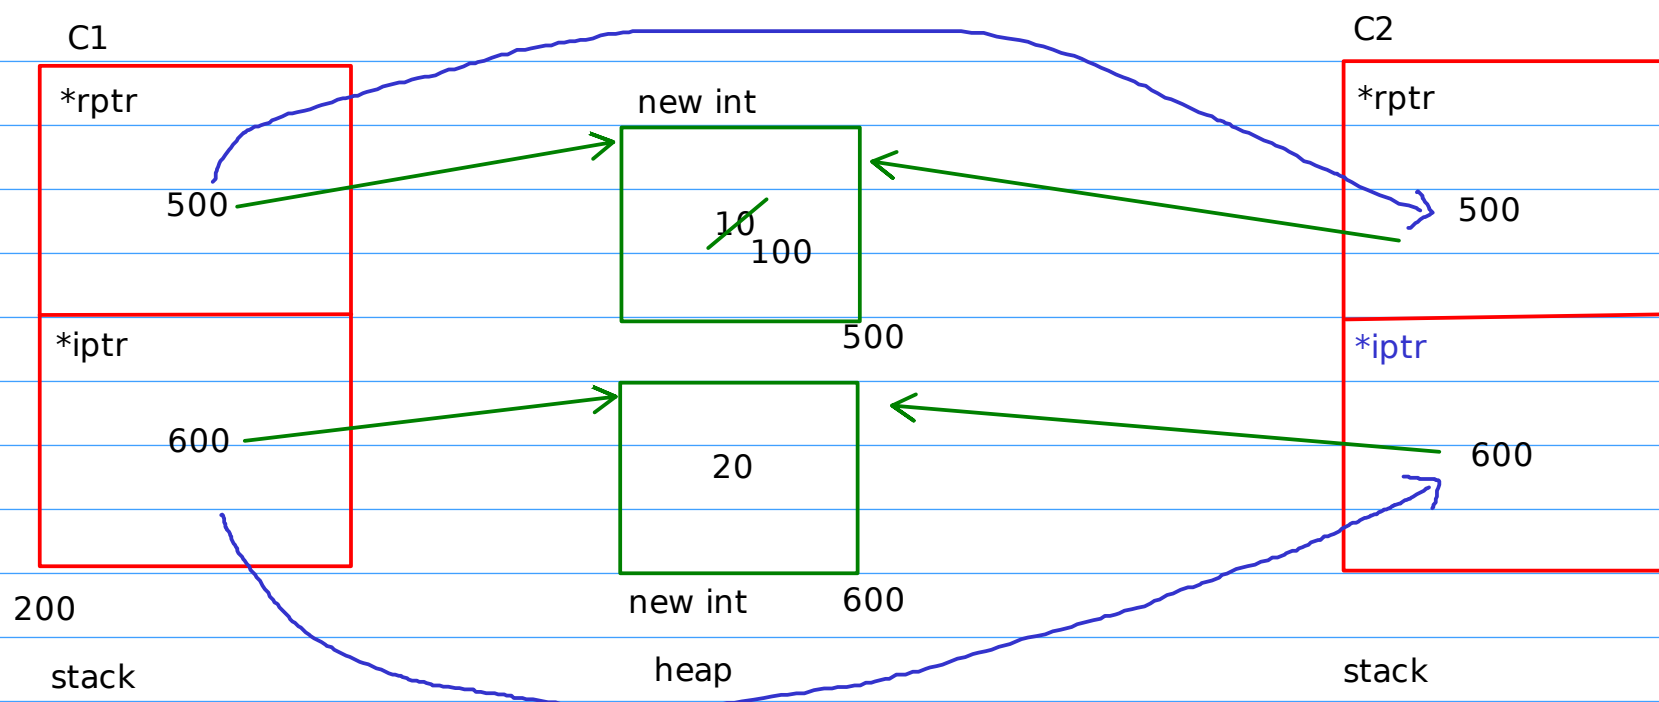 C1
C2
*rptr
new int
*rptr
500
10
100
500
500
*iptr
*iptr
600
20
600
200
new int
600
stack
heap
stack